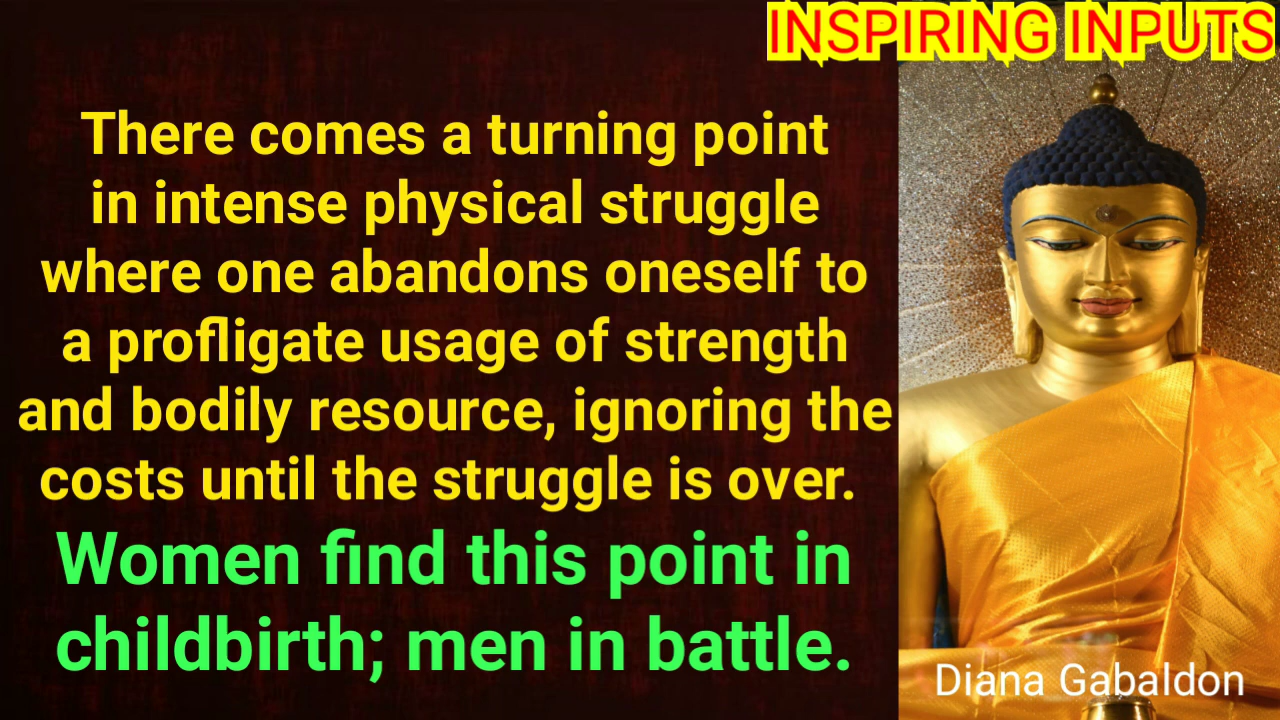 INSPIRING INPUTS
There comes a turning point
in intense physical struggle
where one abandons oneself to
a profligate usage of strength
and bodily resource, ignoring the
costs until the struggle is over.
Women find this point in
childbirth; men in battle.
Diana Gabaldon